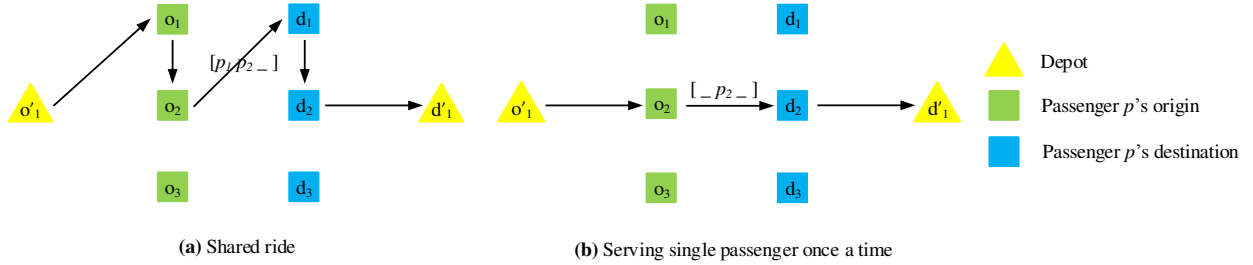 o₁ d₁ o₁ d₁
[p₁ p₂ _] Depot
o'₁ o₂ d₂ d'₁ o'₁ o₂ [ _ p₂ _ ] d₂ d'₁
Passenger p's origin
Passenger p's destination
o₃ d₃ o₃ d₃
(a) Shared ride (b) Serving single passenger once a time